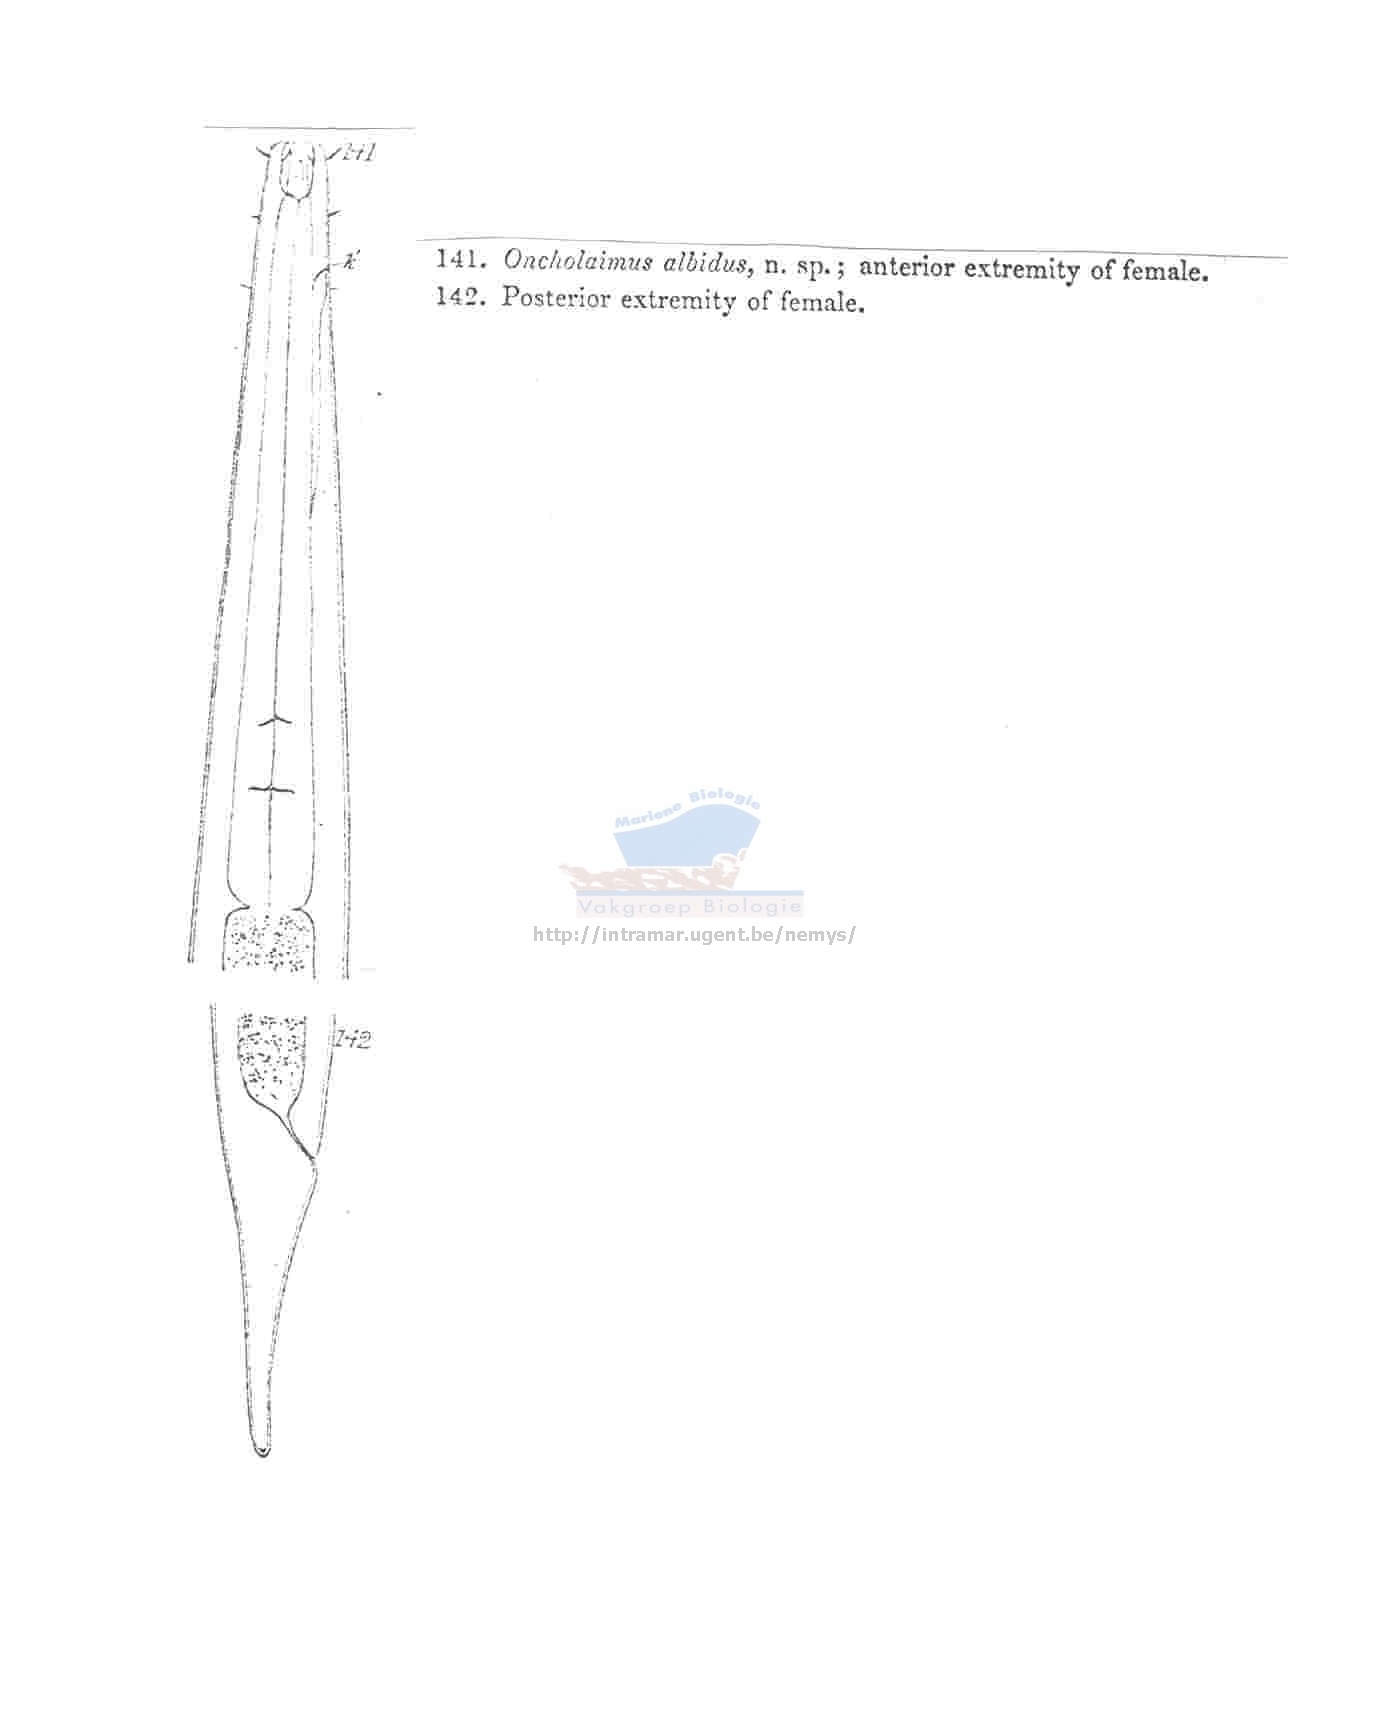 141
k'
141. Oncholaimus albidus, n. sp.; anterior extremity of female.
142. Posterior extremity of female.
Mariene Biologie
Vakgroep Biologie
http://intramar.ugent.be/nemys/
142